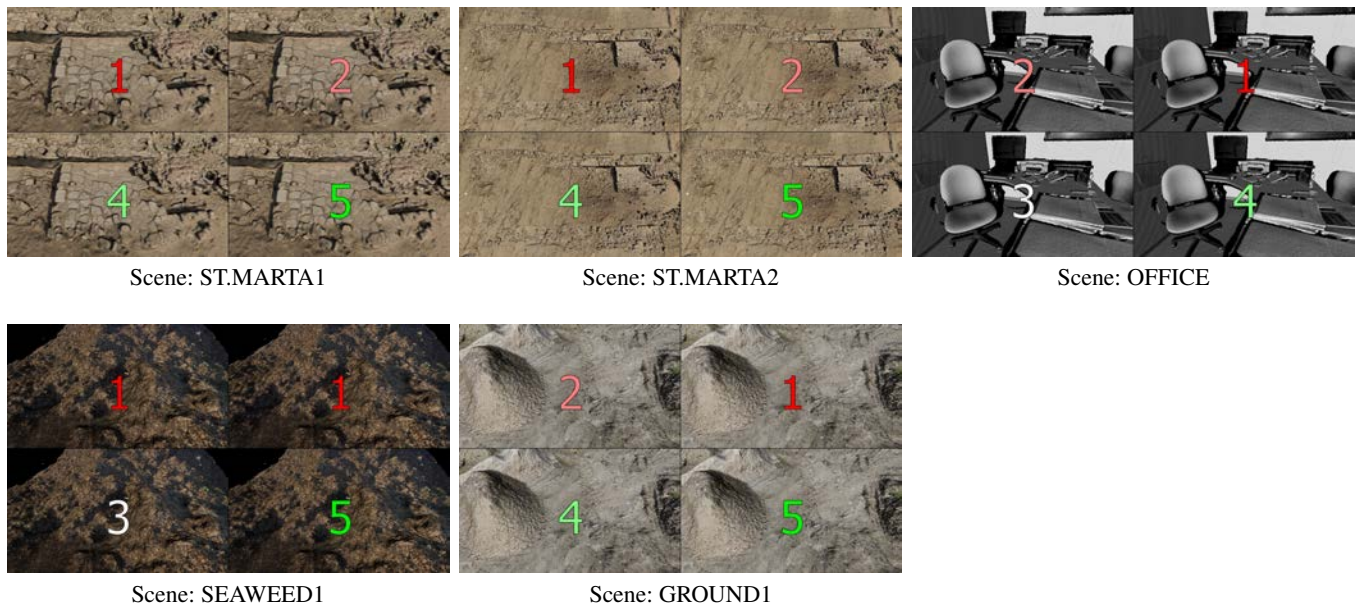 1 2
4 5
Scene: ST.MARTA1
1 2
4 5
Scene: ST.MARTA2
2 1
3 4
Scene: OFFICE
1 1
3 5
Scene: SEAWEED1
2 1
4 5
Scene: GROUND1